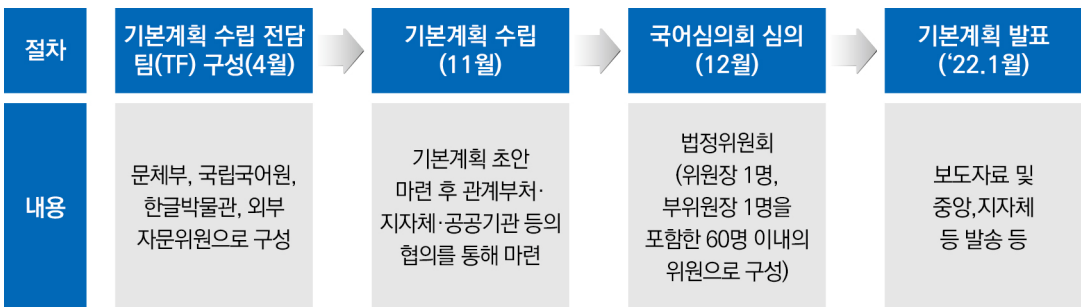 절차
기본계획 수립 전담
팀(TF) 구성(4월)
기본계획 수립
(11월)
국어심의회 심의
(12월)
기본계획 발표
(‘22.1월)
내용
문체부, 국립국어원,
한글박물관, 외부
자문위원으로 구성
기본계획 초안
마련 후 관계부처·
지자체·공공기관 등의
협의를 통해 마련
법정위원회
(위원장 1명,
부위원장 1명을
포함한 60명 이내의
위원으로 구성)
보도자료 및
중앙,지자체
등 발송 등